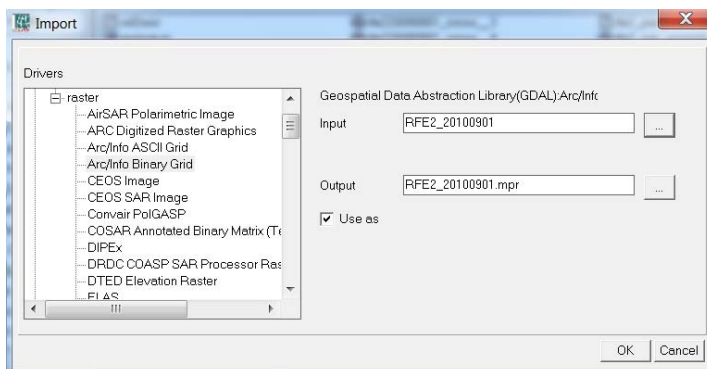 Import
Drivers
raster
AirSAR Polarimetric Image
ARC Digitized Raster Graphics
Arc/Info ASCII Grid
Arc/Info Binary Grid
CEOS Image
CEOS SAR Image
Convair PolGASP
COSAR Annotated Binary Matrix (Te
DIPEx
DRDC COASP SAR Processor Ras
DTED Elevation Raster
ELAS
Geospatial Data Abstraction Library(GDAL):Arc/Info
Input RFE2_20100901 ...
Output RFE2_20100901.mpr ...
Use as
OK Cancel